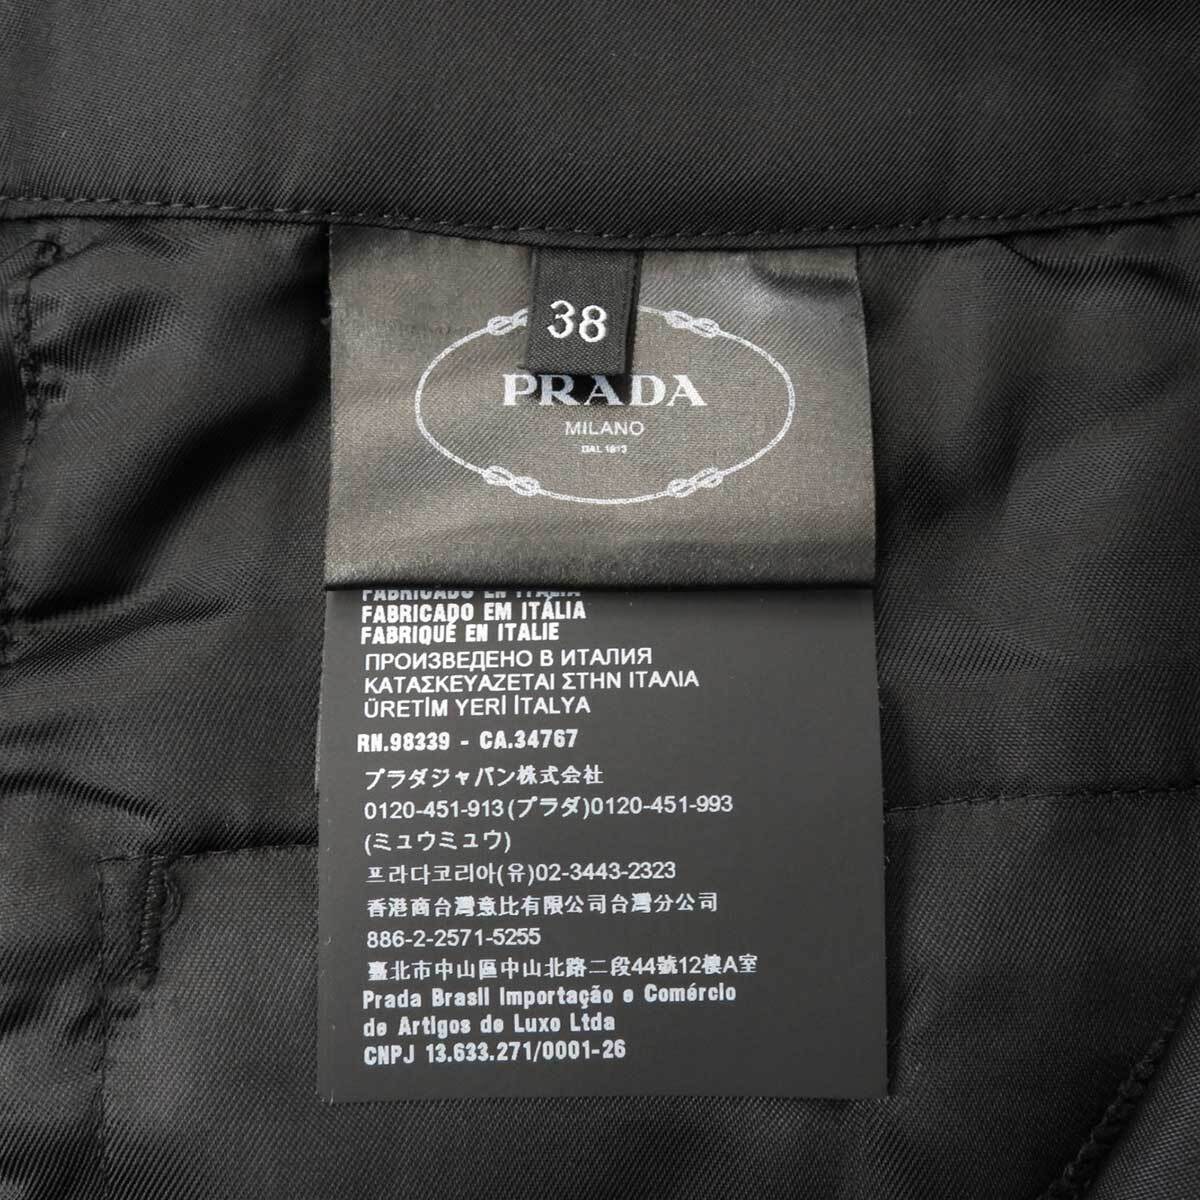 38
PRADA
MILANO
DAL 1913
FABRICADO EN ITALIA
FABRICADO EM ITÁLIA
FABRIQUÉ EN ITALIE
ПРОИЗВЕДЕНО В ИТАЛИЯ
ΚΑΤΑΣΚΕΥΑΖΕΤΑΙ ΣΤΗΝ ΙΤΑΛΙΑ
ÜRETİM YERİ İTALYA
RN.98339 - CA.34767
プラダジャパン株式会社
0120-451-913(プラダ)0120-451-993
(ミュウミュウ)
프라다코리아(유)02-3443-2323
香港商台灣意比有限公司台灣分公司
886-2-2571-5255
臺北市中山區中山北路二段44號12樓A室
Prada Brasil Importação e Comércio
de Artigos de Luxo Ltda
CNPJ 13.633.271/0001-26